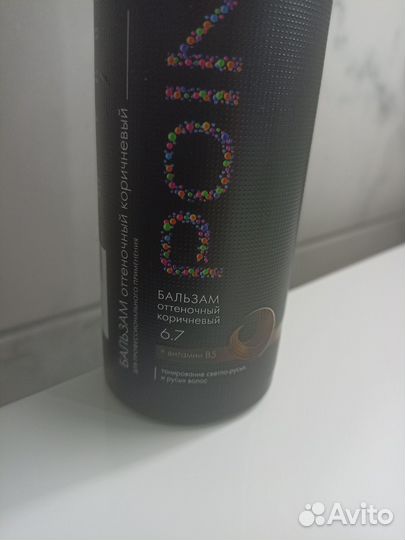 POIN
БАЛЬЗАМ оттеночный коричневый
ДЛЯ ПРОФЕССИОНАЛЬНОГО ПРИМЕНЕНИЯ
БАЛЬЗАМ
оттеночный
коричневый
6.7
+ витамин B5
тонирование светло-русых
и русых волос
Avito